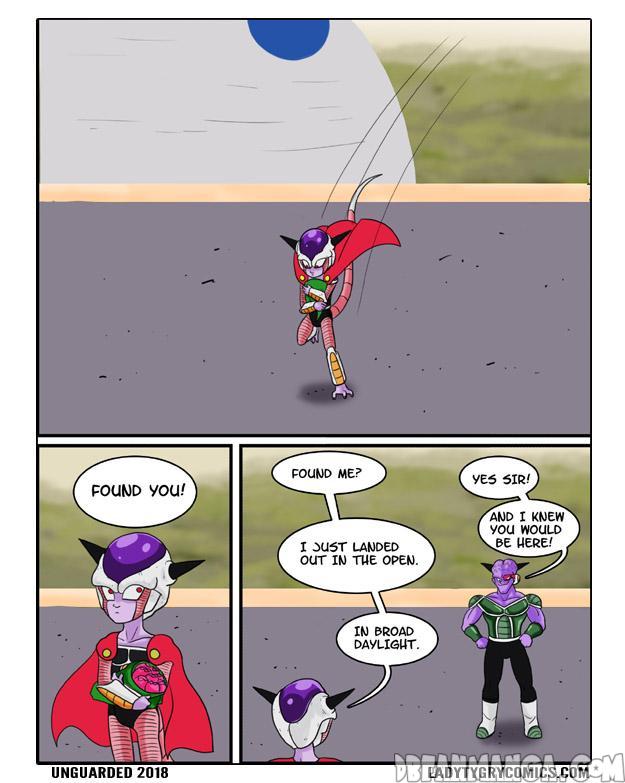 FOUND YOU!
FOUND ME?
I JUST LANDED
OUT IN THE OPEN.
IN BROAD
DAYLIGHT.
YES SIR!
AND I KNEW
YOU WOULD
BE HERE!
UNGUARDED 2018
LADYTYGRYCOMICS.COM
DBFANMANGA.COM